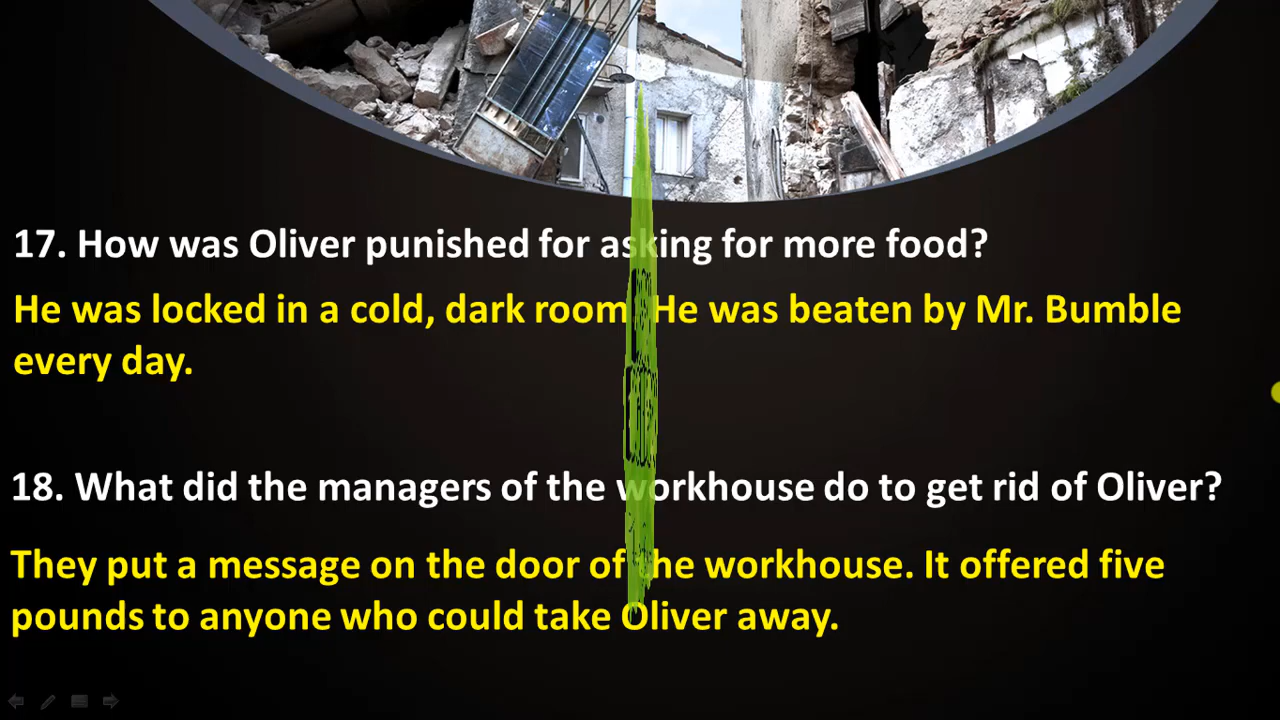 17. How was Oliver punished for asking for more food?
He was locked in a cold, dark room. He was beaten by Mr. Bumble
every day.
18. What did the managers of the workhouse do to get rid of Oliver?
They put a message on the door of the workhouse. It offered five
pounds to anyone who could take Oliver away.